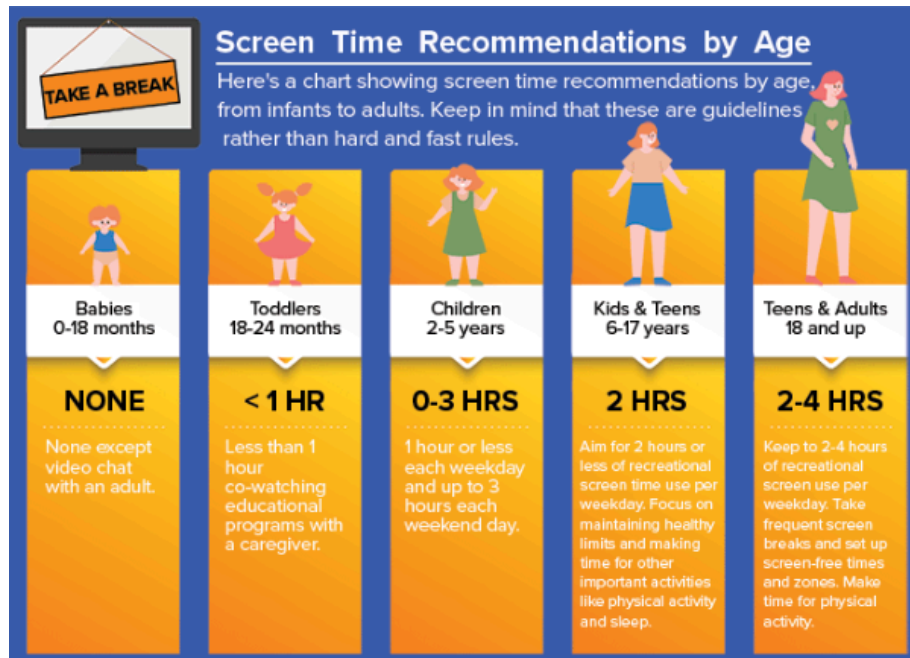 TAKE A BREAK
Screen Time Recommendations by Age
Here's a chart showing screen time recommendations by age,
from infants to adults. Keep in mind that these are guidelines
rather than hard and fast rules.
Babies
0-18 months
NONE
None except
video chat
with an adult.
Toddlers
18-24 months
< 1 HR
Less than 1
hour
co-watching
educational
programs with
a caregiver.
Children
2-5 years
0-3 HRS
1 hour or less
each weekday
and up to 3
hours each
weekend day.
Kids & Teens
6-17 years
2 HRS
Aim for 2 hours or
less of recreational
screen time use per
weekday. Focus on
maintaining healthy
limits and making
time for other
important activities
like physical activity
and sleep.
Teens & Adults
18 and up
2-4 HRS
Keep to 2-4 hours
of recreational
screen use per
weekday. Take
frequent screen
breaks and set up
screen-free times
and zones. Make
time for physical
activity.